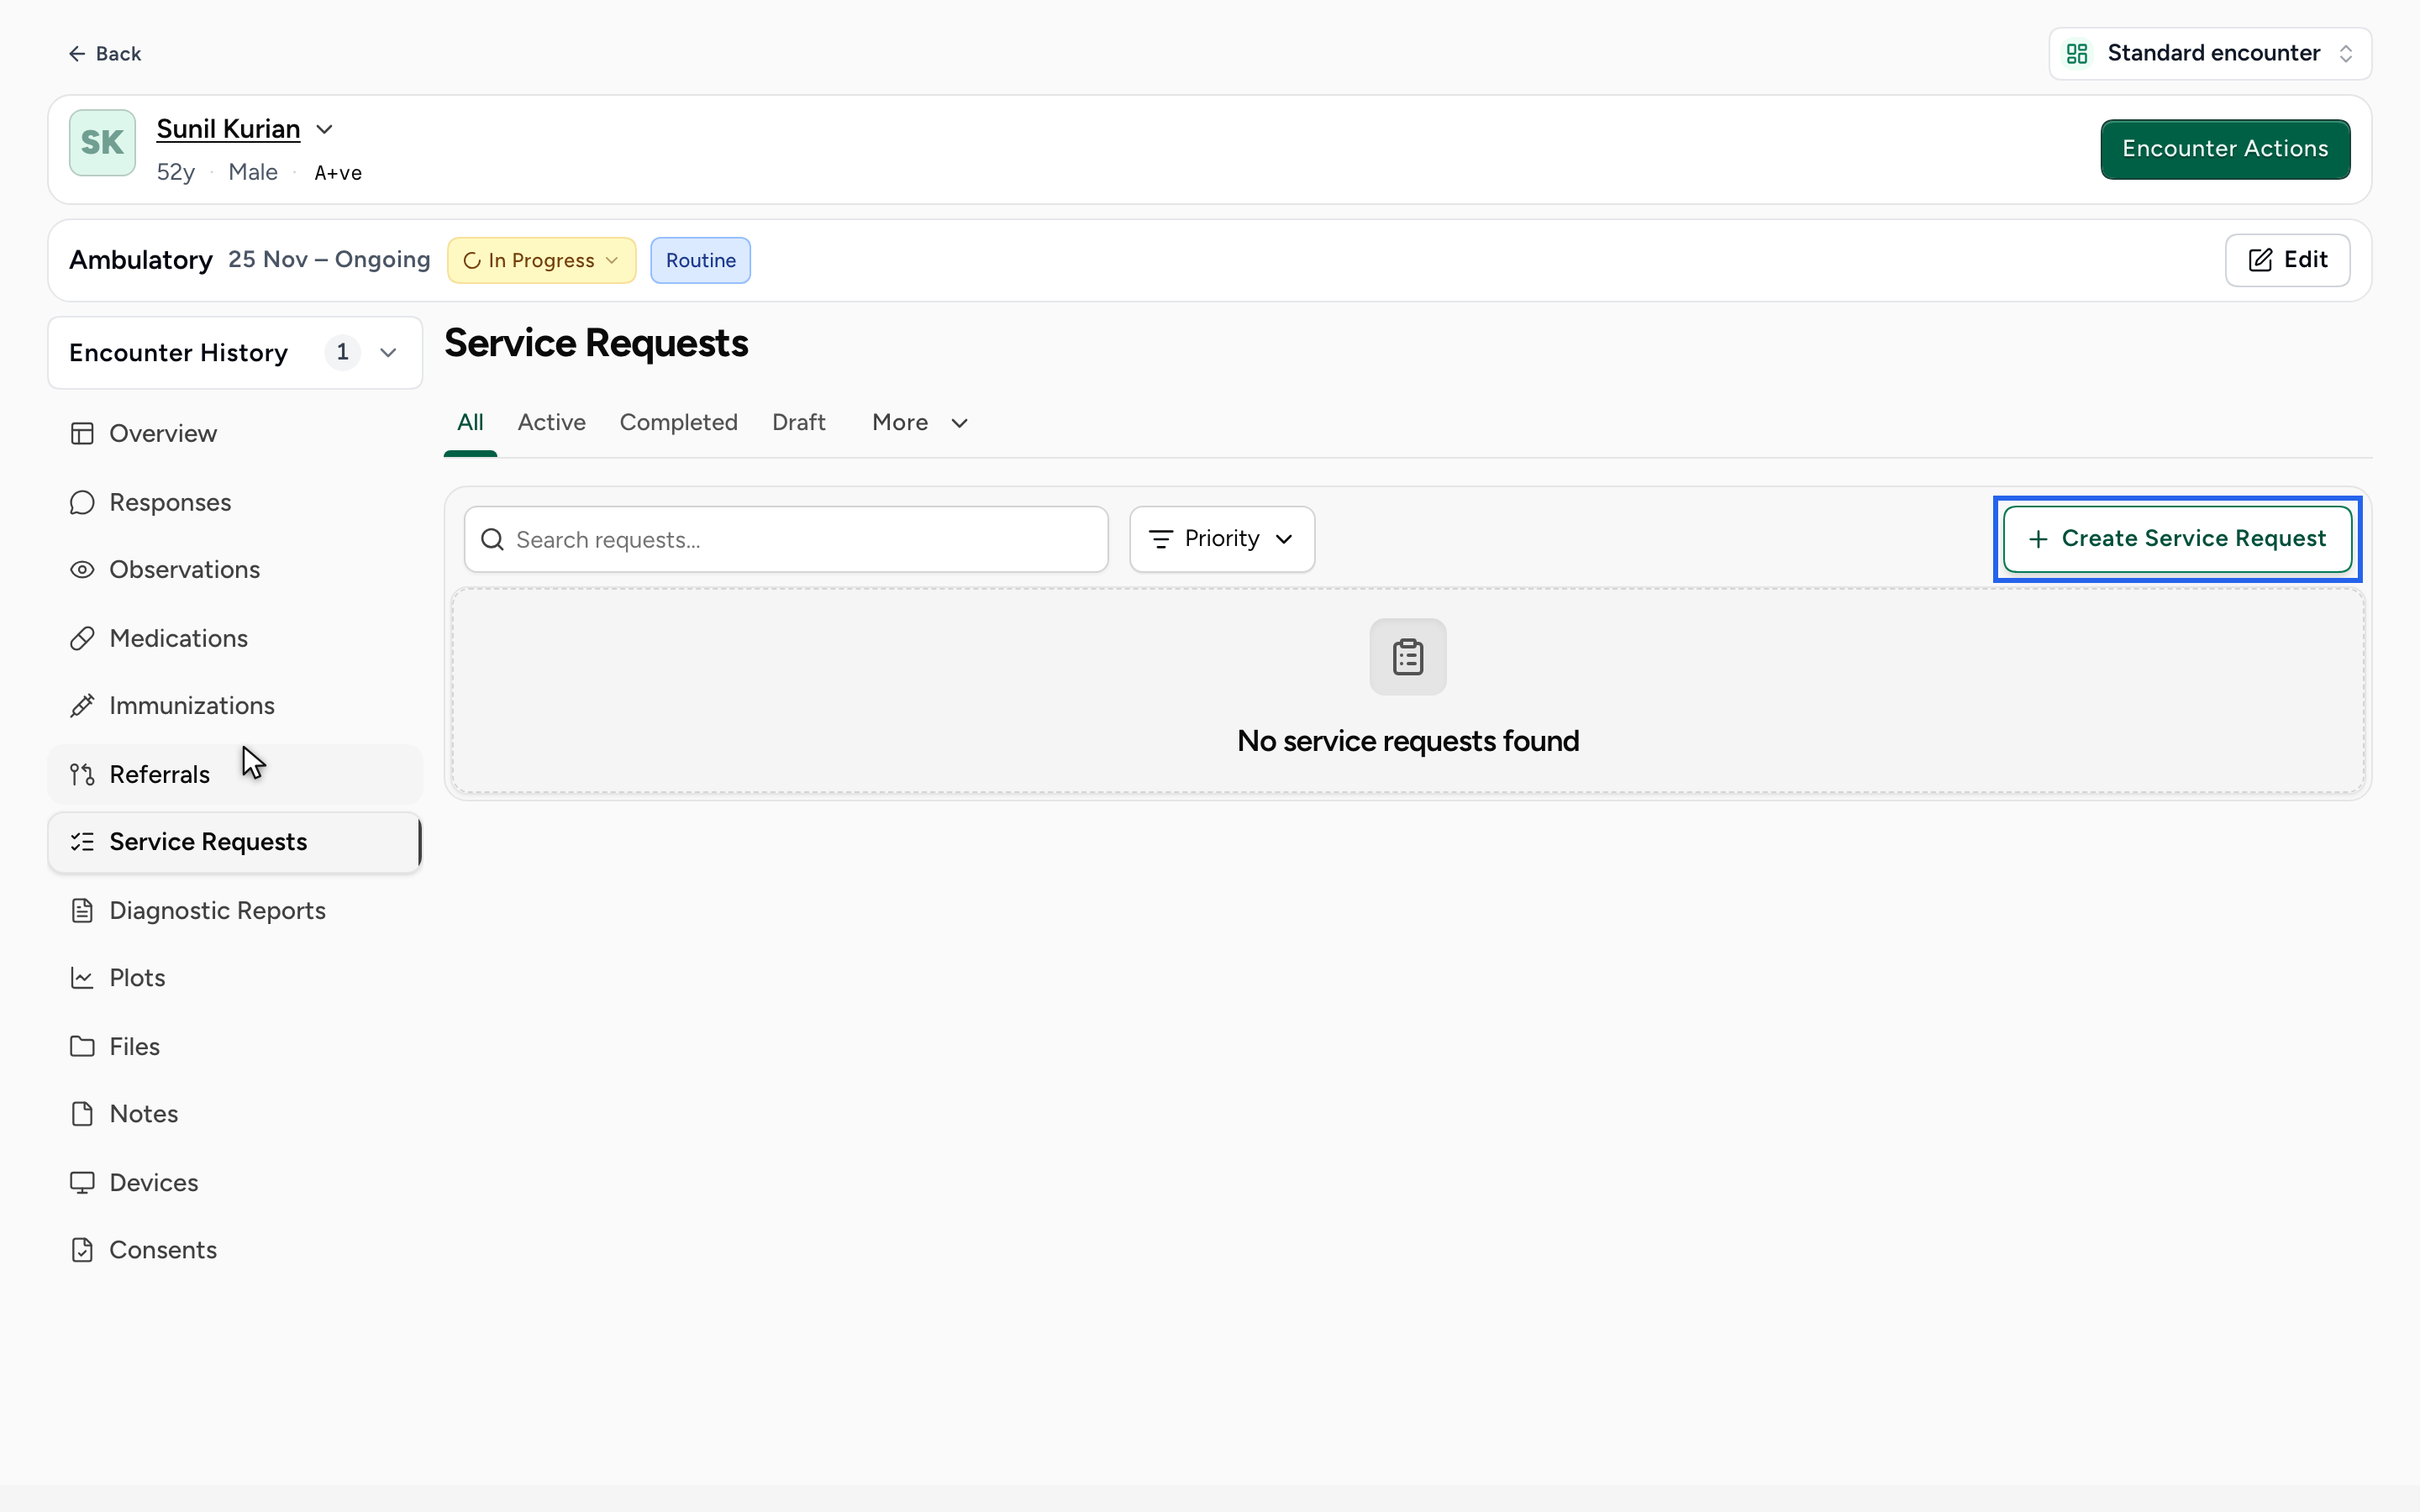 Back
Standard encounter
SK
Sunil Kurian
52y · Male · A+ve
Encounter Actions
Ambulatory 25 Nov – Ongoing In Progress Routine
Edit
Encounter History 1
Overview
Responses
Observations
Medications
Immunizations
Referrals
Service Requests
Diagnostic Reports
Plots
Files
Notes
Devices
Consents
Service Requests
All Active Completed Draft More
Search requests...
Priority
+ Create Service Request
No service requests found